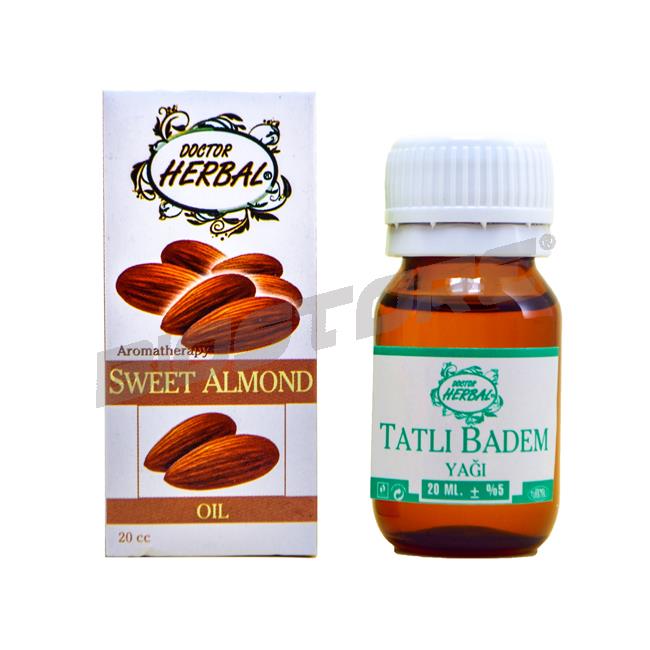 DOCTOR
HERBAL®
Aromatherapy
SWEET ALMOND
OIL
20 cc
DOCTOR
HERBAL
TATLI BADEM
YAĞI
20 ML. ± %5